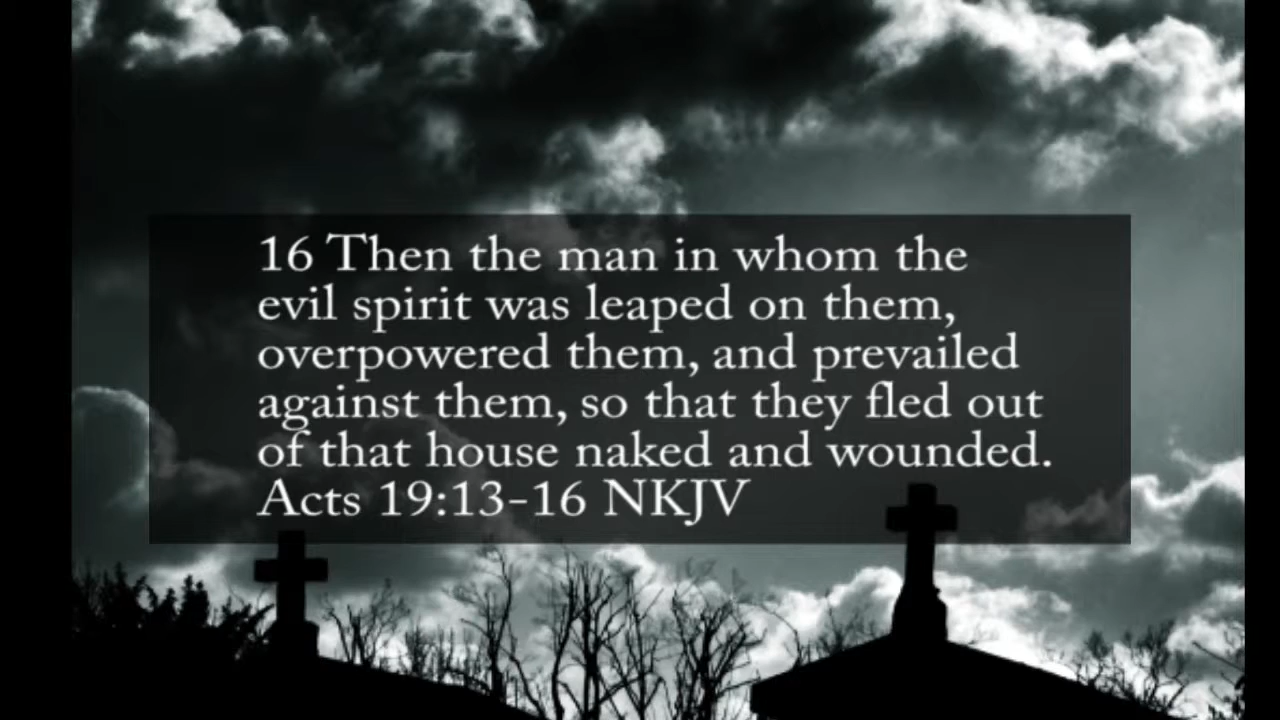 16 Then the man in whom the
evil spirit was leaped on them,
overpowered them, and prevailed
against them, so that they fled out
of that house naked and wounded.
Acts 19:13-16 NKJV